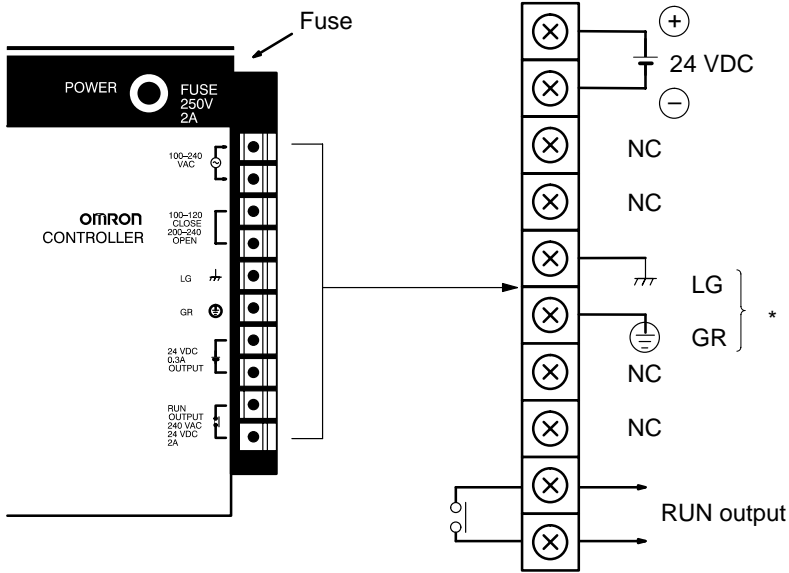 Fuse
POWER
FUSE
250V
2A
100–240
VAC
OMRON
CONTROLLER
100–120
CLOSE
200–240
OPEN
LG
GR
24 VDC
0.3A
OUTPUT
RUN
OUTPUT
240 VAC
24 VDC
2A
+
24 VDC
−
NC
NC
LG
GR
*
NC
NC
RUN output